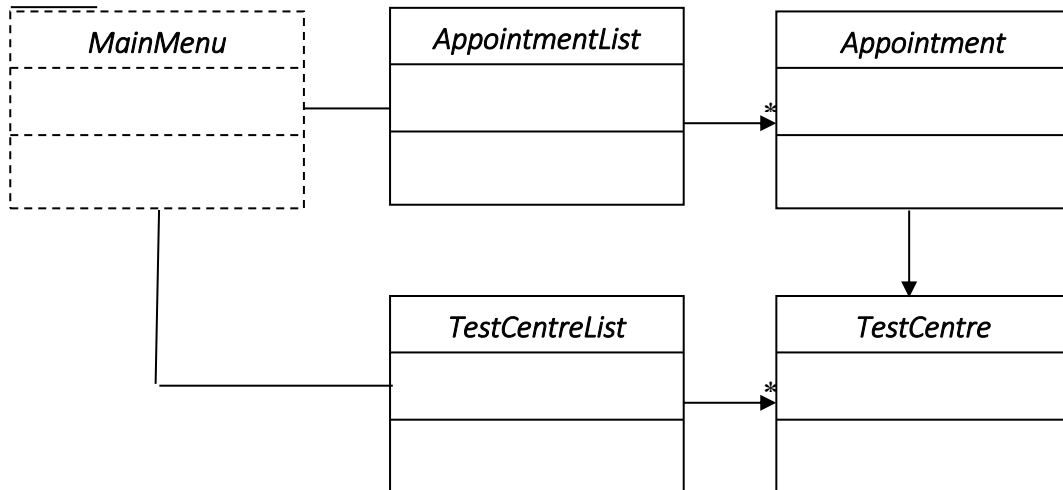 MainMenu
AppointmentList
Appointment
*
TestCentreList
TestCentre
*